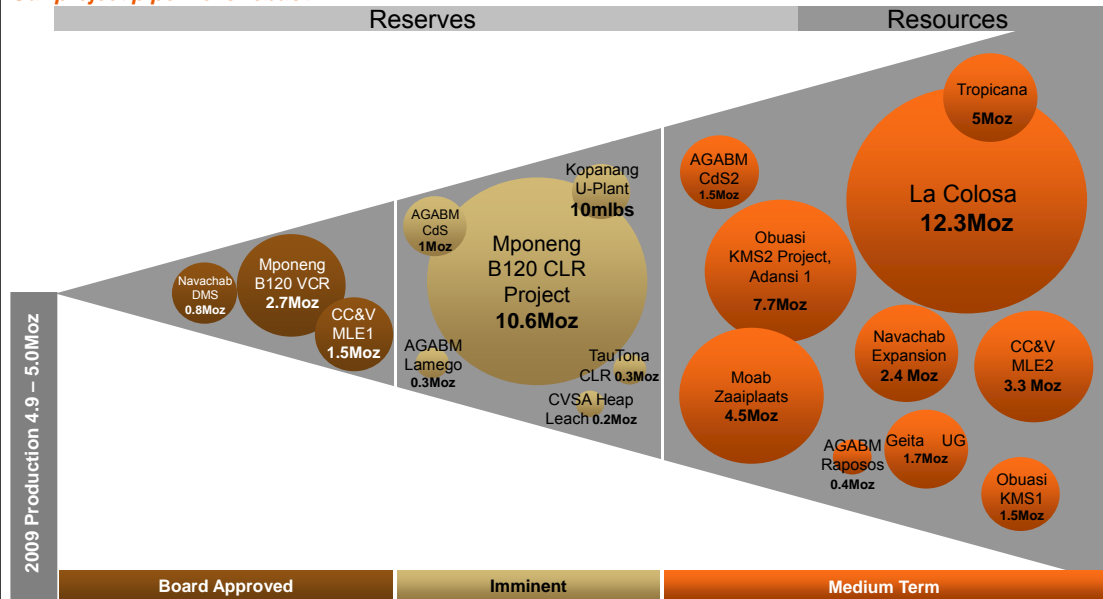 Reserves
Resources
Tropicana
5Moz
La Colosa
12.3Moz
AGABM
CdS2
1.5Moz
Kopanang
U-Plant
10mlbs
AGABM
CdS
1Moz
Mponeng
B120 CLR
Project
10.6Moz
Obuasi
KMS2 Project,
Adansi 1
7.7Moz
Navachab
DMS
0.8Moz
Mponeng
B120 VCR
2.7Moz
CC&V
MLE1
1.5Moz
AGABM
Lamego
0.3Moz
TauTona
CLR 0.3Moz
CVSA Heap
Leach 0.2Moz
Moab
Zaaiplaats
4.5Moz
Navachab
Expansion
2.4 Moz
CC&V
MLE2
3.3 Moz
AGABM
Raposos
0.4Moz
Geita UG
1.7Moz
Obuasi
KMS1
1.5Moz
2009 Production 4.9 – 5.0Moz
Board Approved
Imminent
Medium Term